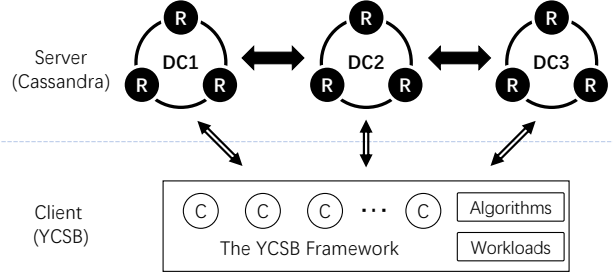 R R R
Server DC1 DC2 DC3
(Cassandra)
R R R R R R
Client C C C ··· C Algorithms
(YCSB) The YCSB Framework Workloads